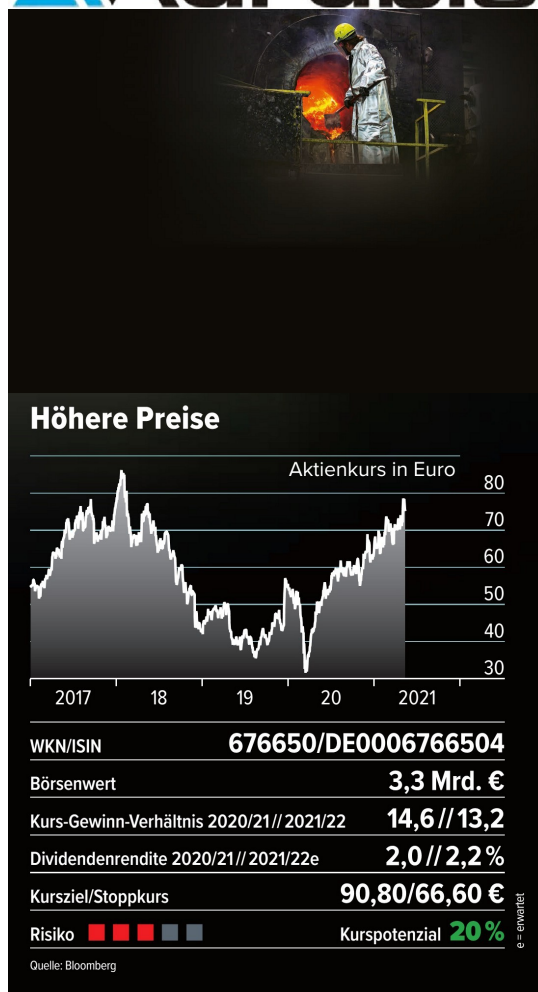 Höhere Preise
Aktienkurs in Euro
80
70
60
50
40
30
2017 18 19 20 2021
WKN/ISIN 676650/DE0006766504
Börsenwert 3,3 Mrd. €
Kurs-Gewinn-Verhältnis 2020/21//2021/22 14,6//13,2
Dividendenrendite 2020/21//2021/22e 2,0//2,2%
Kursziel/Stoppkurs 90,80/66,60 €
Risiko Kurspotenzial 20%
e = erwartet
Quelle: Bloomberg